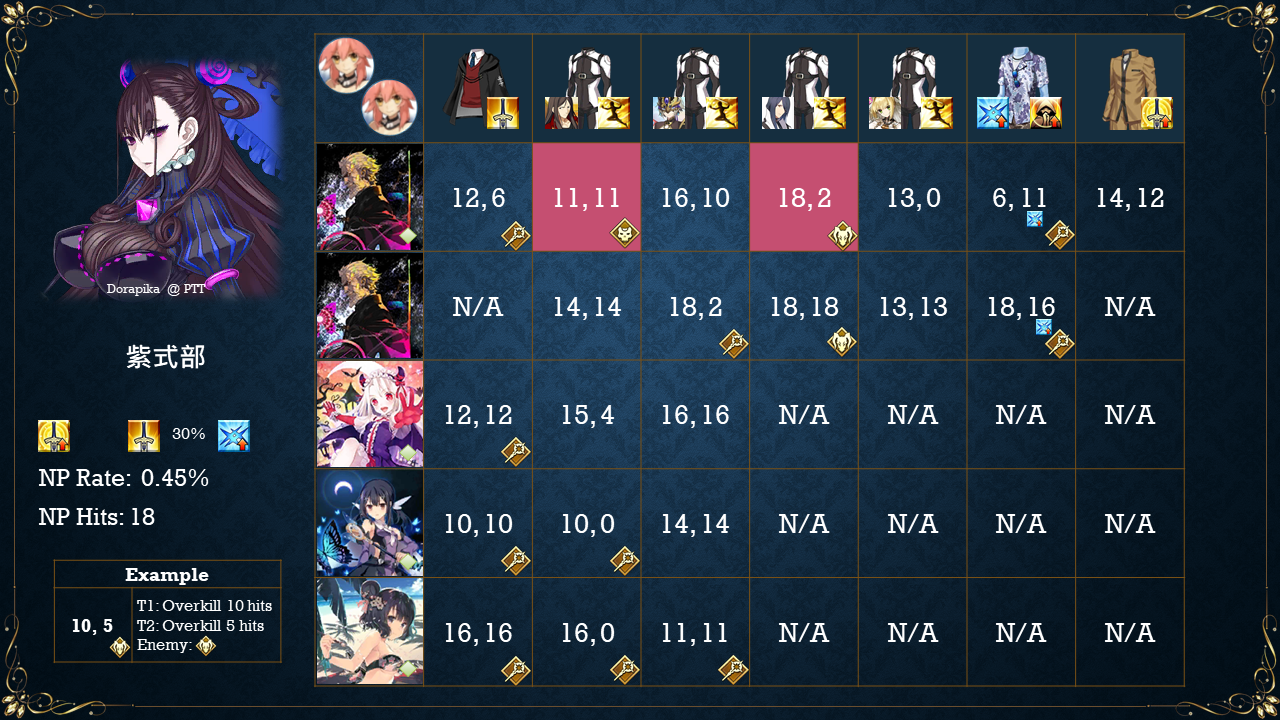 Dorapika @ PTT
紫式部
30%
NP Rate: 0.45%
NP Hits: 18
Example
10, 5
T1: Overkill 10 hits
T2: Overkill 5 hits
Enemy:
12, 6 11, 11 16, 10 18, 2 13, 0 6, 11 14, 12
N/A 14, 14 18, 2 18, 18 13, 13 18, 16 N/A
12, 12 15, 4 16, 16 N/A N/A N/A N/A
10, 10 10, 0 14, 14 N/A N/A N/A N/A
16, 16 16, 0 11, 11 N/A N/A N/A N/A